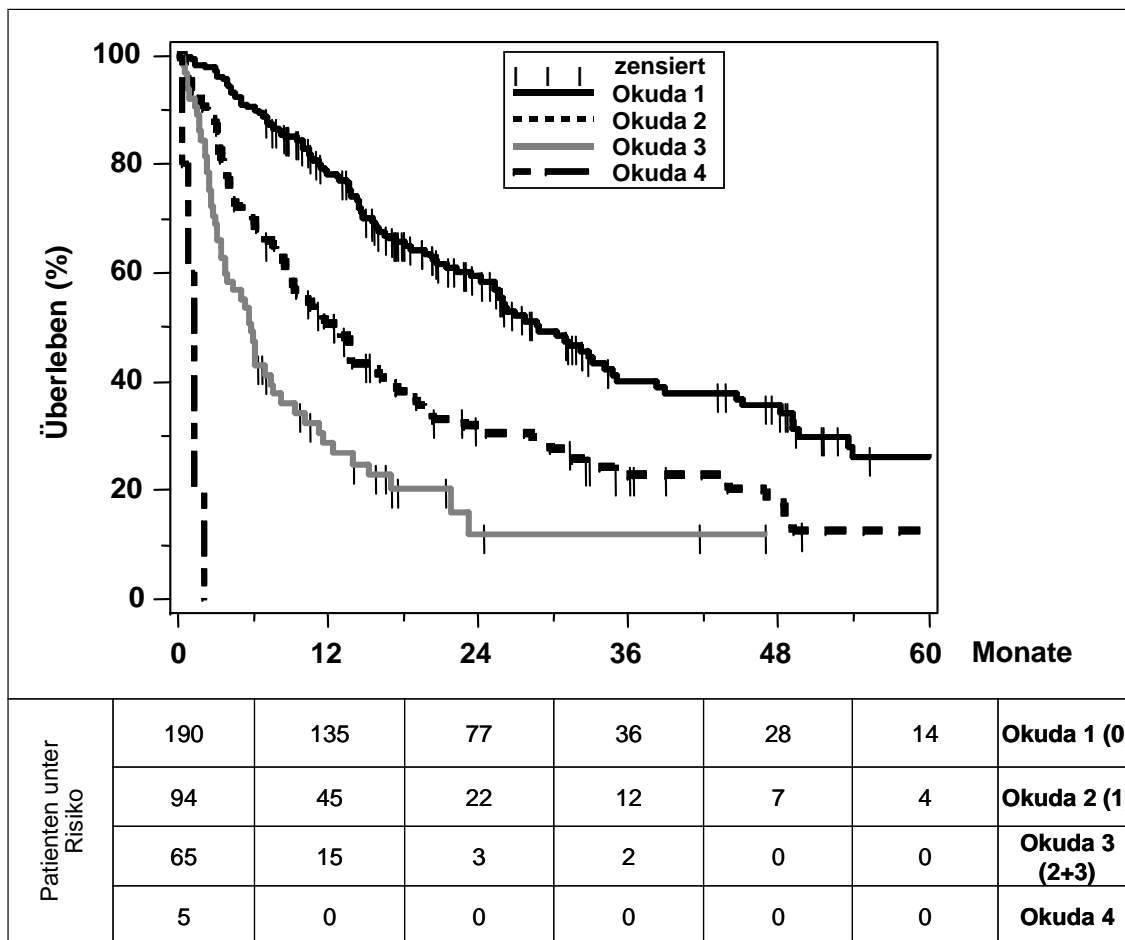 100
80
60
40
20
0
Überleben (%)
zensiert
Okuda 1
Okuda 2
Okuda 3
Okuda 4
0 12 24 36 48 60 Monate
Patienten unter
Risiko
190 135 77 36 28 14 Okuda 1 (0
94 45 22 12 7 4 Okuda 2 (1
65 15 3 2 0 0 Okuda 3
(2+3)
5 0 0 0 0 0 Okuda 4